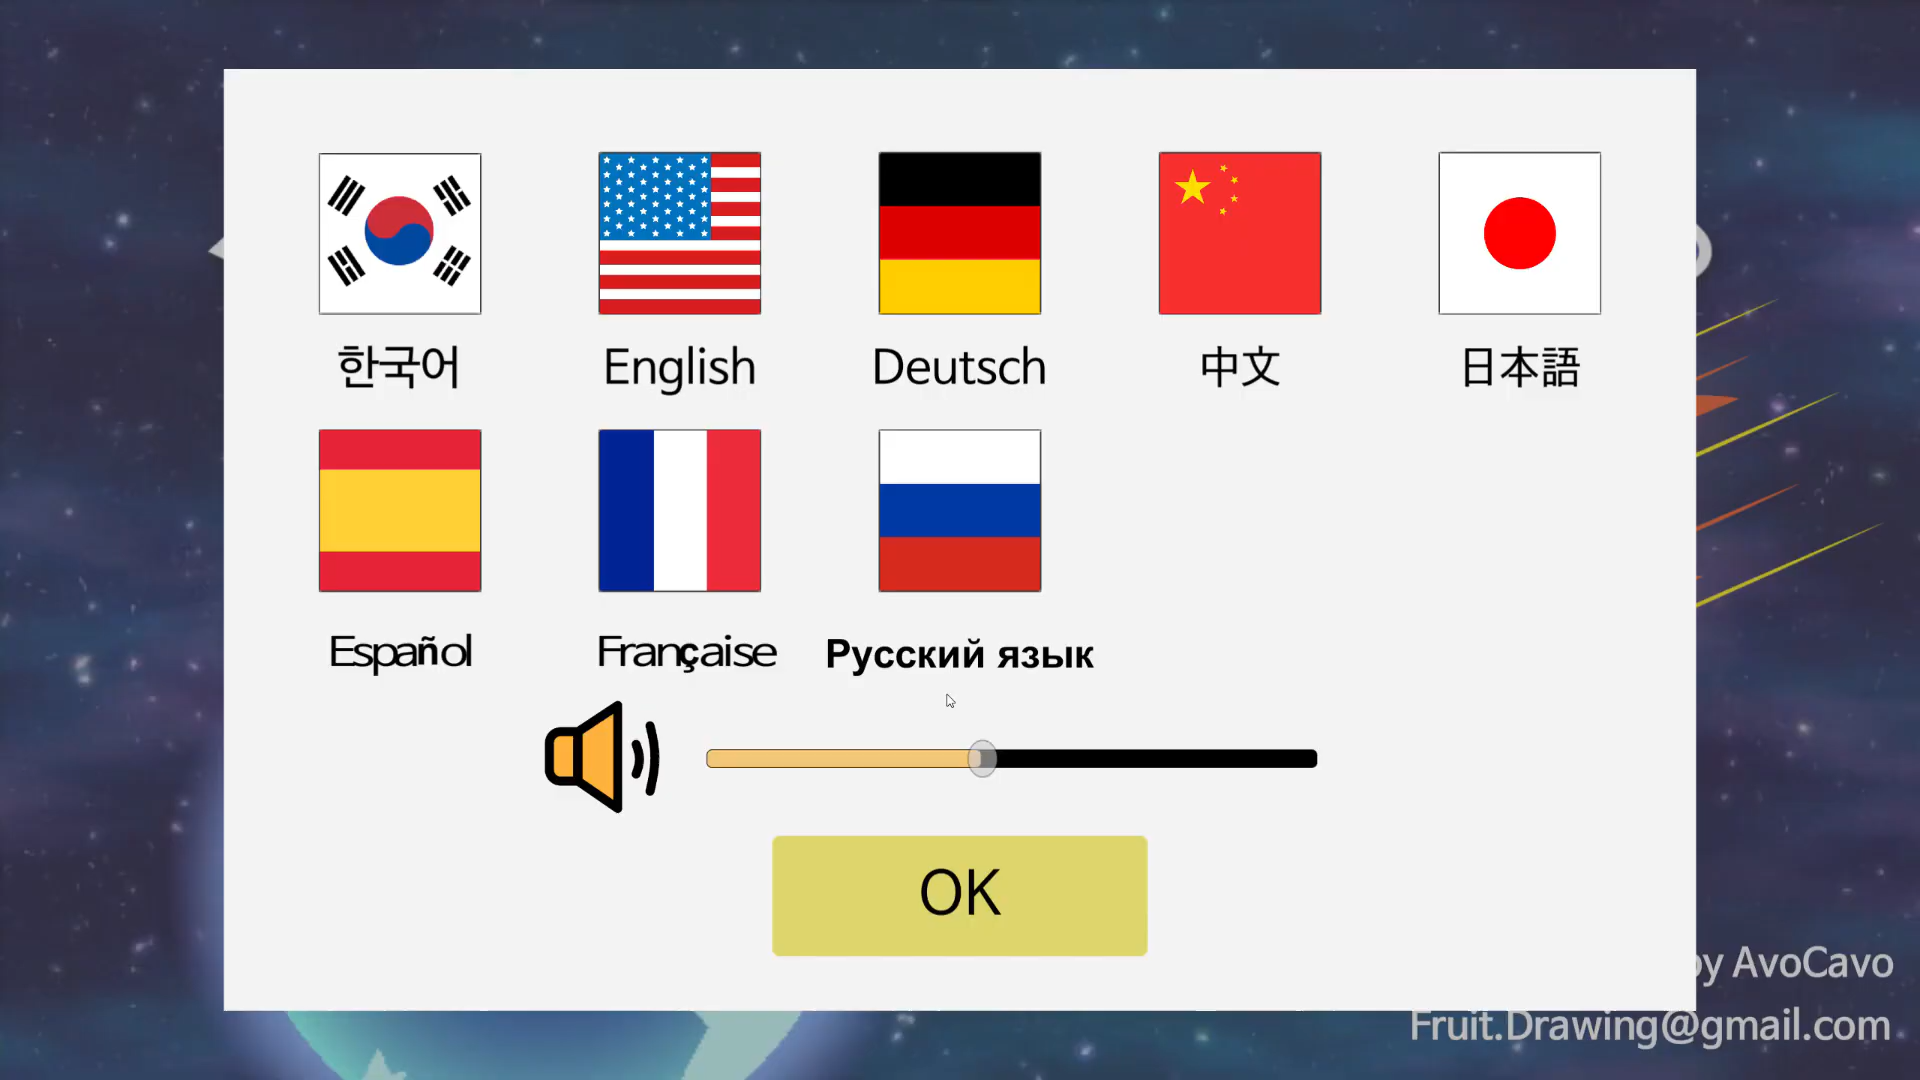 한국어
English
Deutsch
中文
日本語
Español
Française
Русский язык
OK
by AvoCavo
Fruit.Drawing@gmail.com